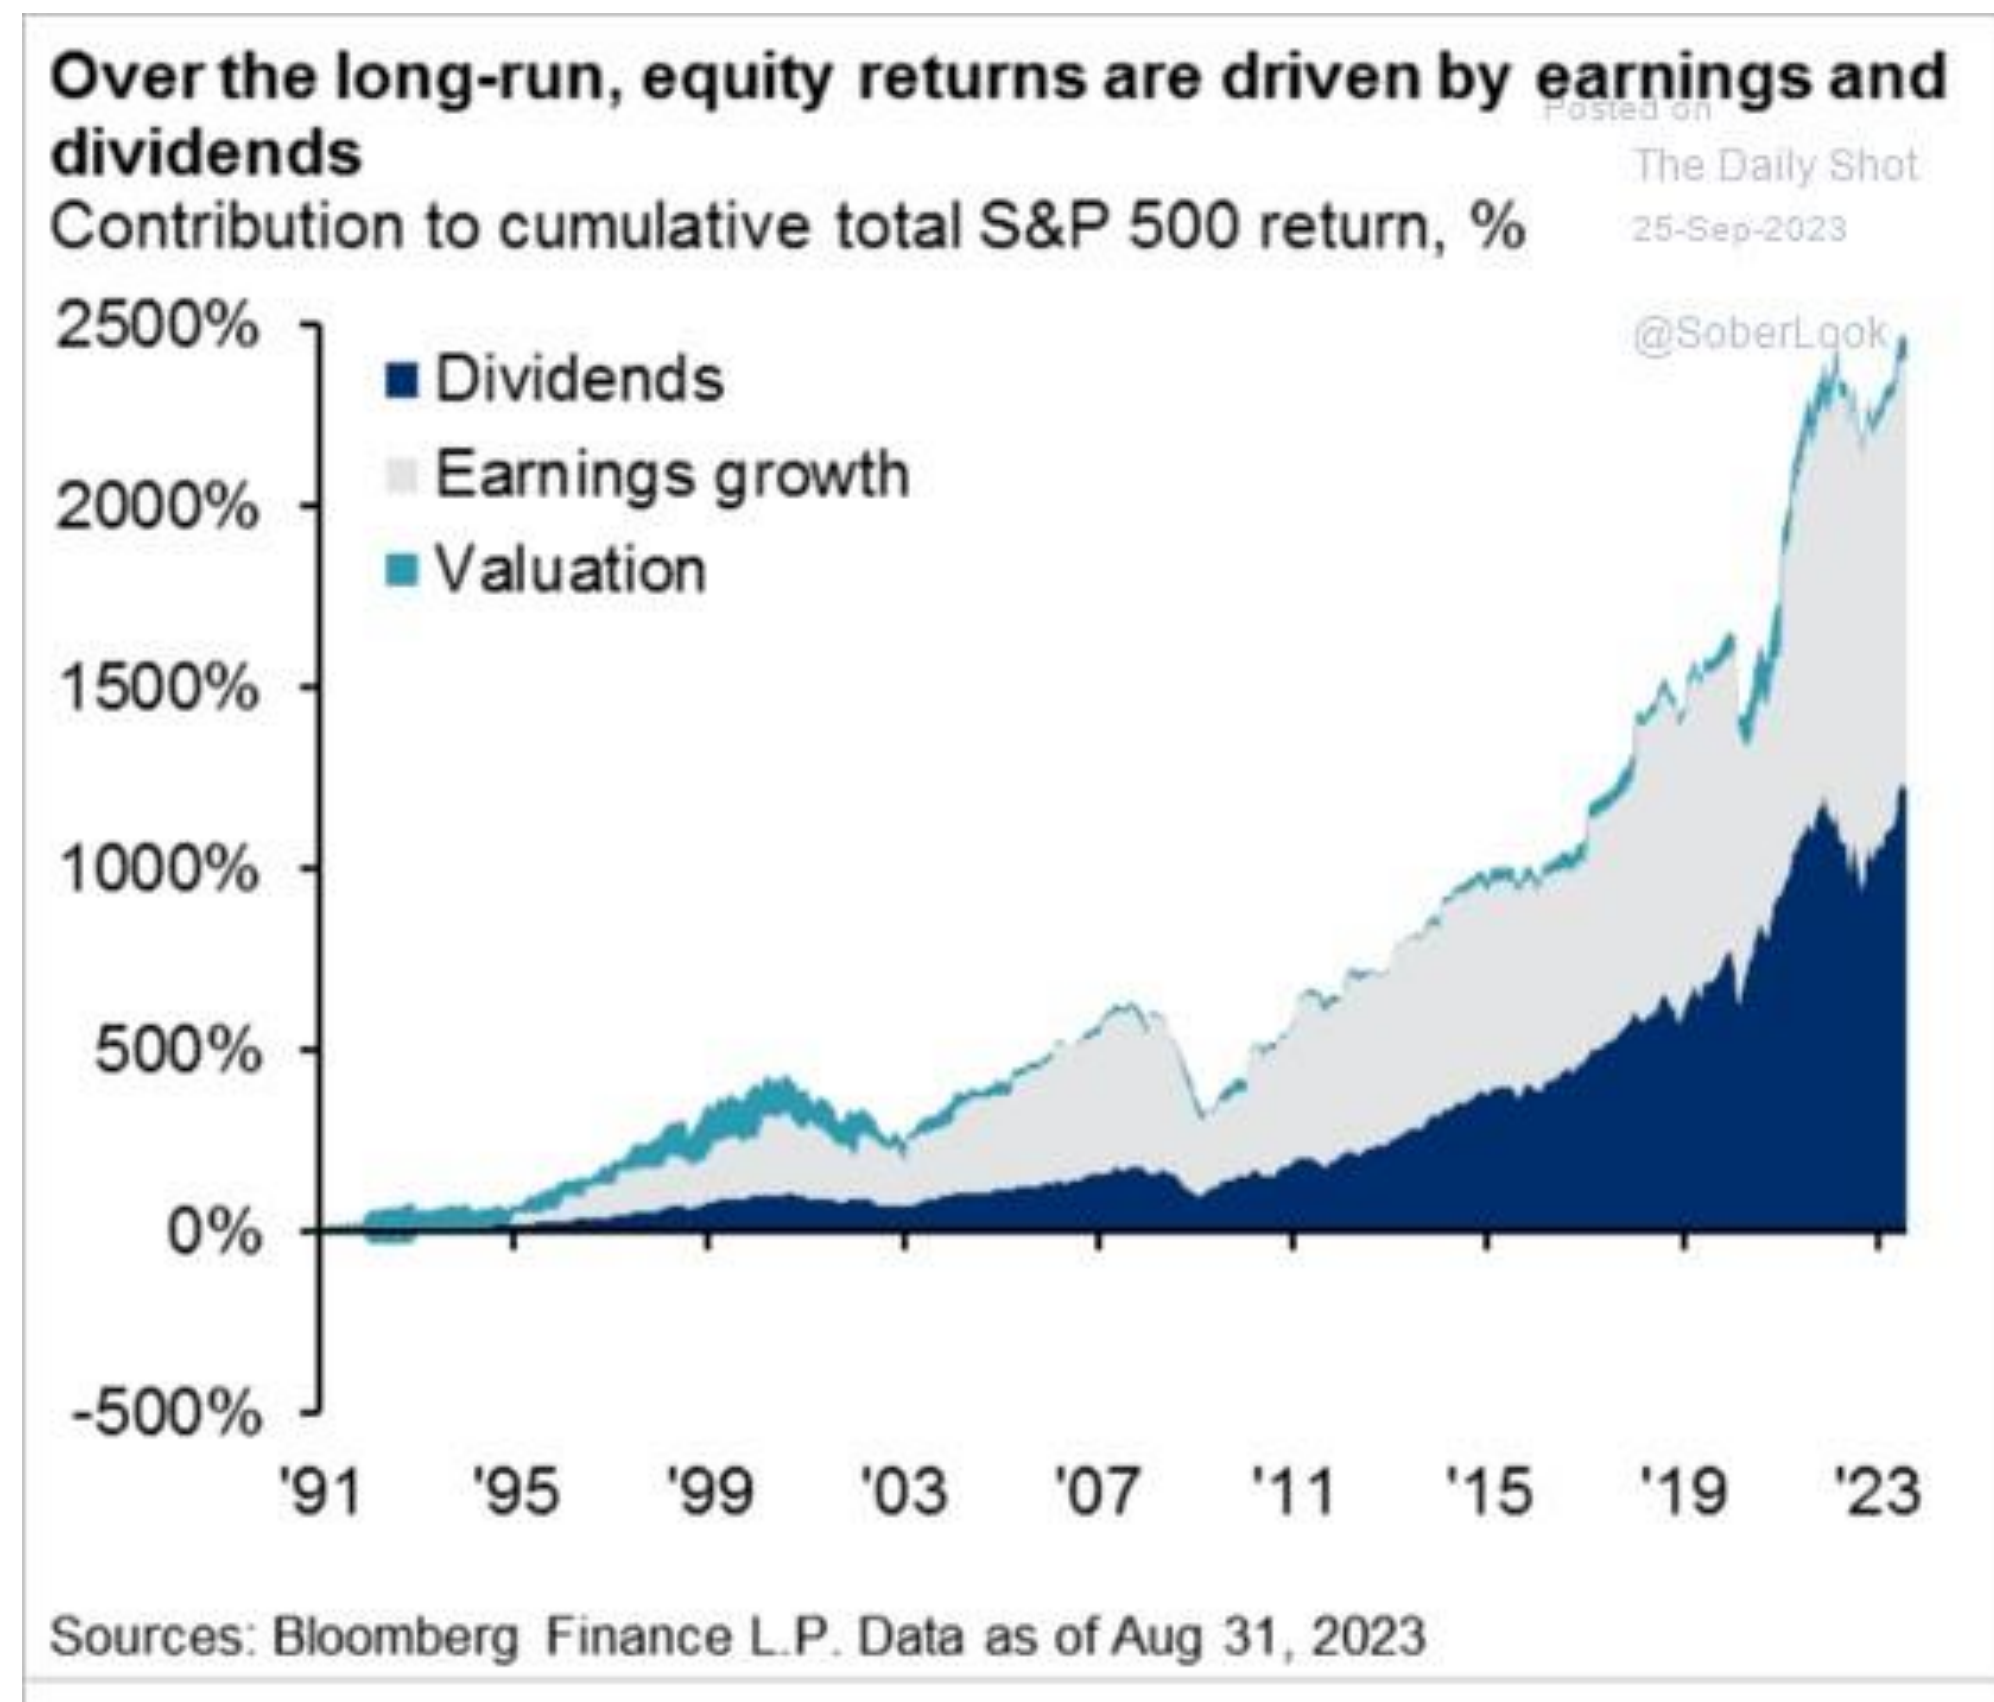 Over the long-run, equity returns are driven by earnings and
dividends
Posted on
The Daily Shot
25-Sep-2023
@SoberLook
Contribution to cumulative total S&P 500 return, %
2500%
2000%
1500%
1000%
500%
0%
-500%
Dividends
Earnings growth
Valuation
'91 '95 '99 '03 '07 '11 '15 '19 '23
Sources: Bloomberg Finance L.P. Data as of Aug 31, 2023